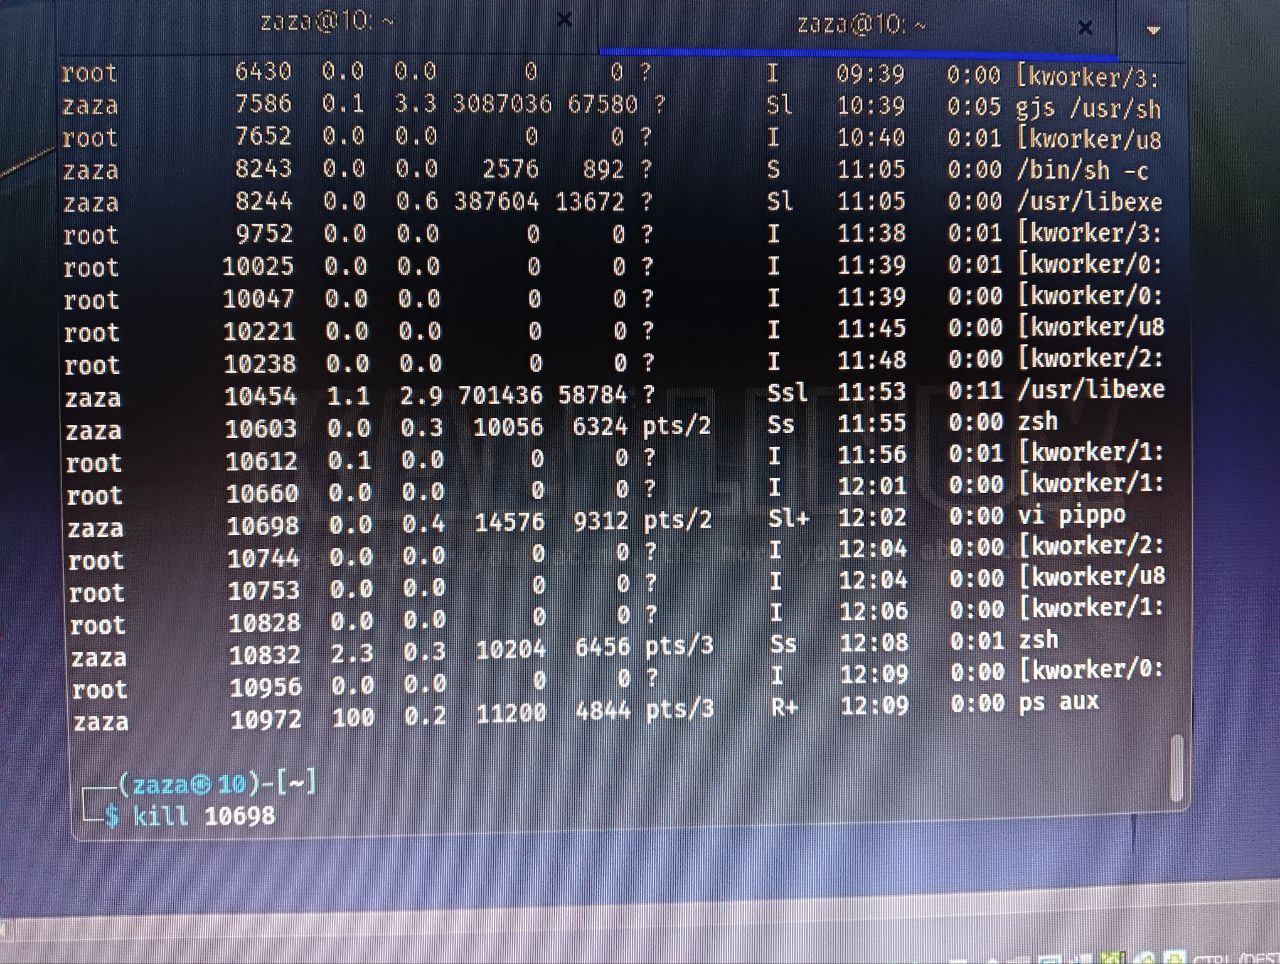 zaza@10: ~ × zaza@10: ~ ×
root 6430 0.0 0.0 0 0 ? I 09:39 0:00 [kworker/3:
zaza 7586 0.1 3.3 3087036 67580 ? Sl 10:39 0:05 gjs /usr/sh
root 7652 0.0 0.0 0 0 ? I 10:40 0:01 [kworker/u8
zaza 8243 0.0 0.0 2576 892 ? S 11:05 0:00 /bin/sh -c
zaza 8244 0.0 0.6 387604 13672 ? Sl 11:05 0:00 /usr/libexe
root 9752 0.0 0.0 0 0 ? I 11:38 0:01 [kworker/3:
root 10025 0.0 0.0 0 0 ? I 11:39 0:01 [kworker/0:
root 10047 0.0 0.0 0 0 ? I 11:39 0:00 [kworker/0:
root 10221 0.0 0.0 0 0 ? I 11:45 0:00 [kworker/u8
root 10238 0.0 0.0 0 0 ? I 11:48 0:00 [kworker/2:
zaza 10454 1.1 2.9 701436 58784 ? Ssl 11:53 0:11 /usr/libexe
zaza 10603 0.0 0.3 10056 6324 pts/2 Ss 11:55 0:00 zsh
root 10612 0.1 0.0 0 0 ? I 11:56 0:01 [kworker/1:
root 10660 0.0 0.0 0 0 ? I 12:01 0:00 [kworker/1:
zaza 10698 0.0 0.4 14576 9312 pts/2 Sl+ 12:02 0:00 vi pippo
root 10744 0.0 0.0 0 0 ? I 12:04 0:00 [kworker/2:
root 10753 0.0 0.0 0 0 ? I 12:04 0:00 [kworker/u8
root 10828 0.0 0.0 0 0 ? I 12:06 0:00 [kworker/1:
zaza 10832 2.3 0.3 10204 6456 pts/3 Ss 12:08 0:01 zsh
root 10956 0.0 0.0 0 0 ? I 12:09 0:00 [kworker/0:
zaza 10972 100 0.2 11200 4844 pts/3 R+ 12:09 0:00 ps aux
┌──(zaza㉿10)-[~]
└─$ kill 10698
CTRL (DES